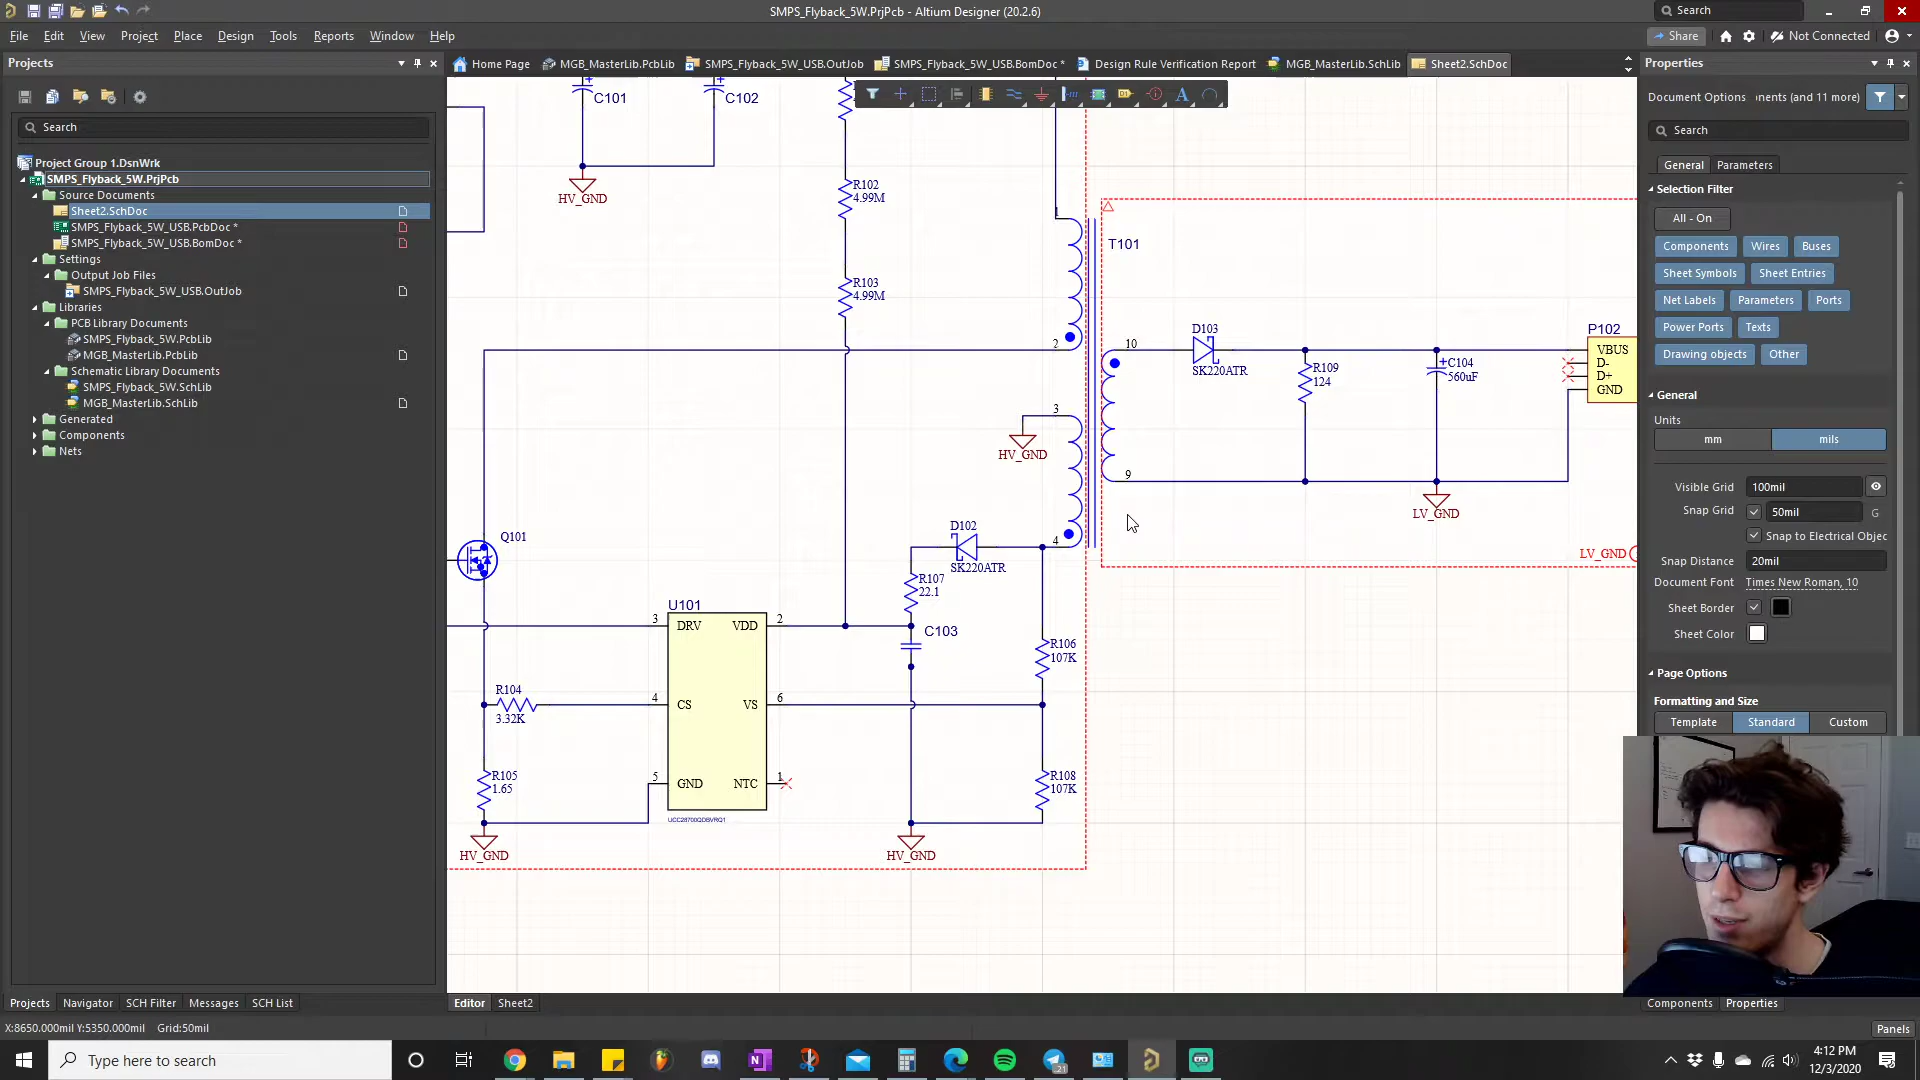 SMPS_Flyback_5W.PrjPcb - Altium Designer (20.2.6)
Search
File Edit View Project Place Design Tools Reports Window Help
Share
Not Connected
Projects
Home Page
MGB_MasterLib.PcbLib
SMPS_Flyback_5W_USB.OutJob
SMPS_Flyback_5W_USB.BomDoc *
Design Rule Verification Report
MGB_MasterLib.SchLib
Sheet2.SchDoc
Properties
Search
Project Group 1.DsnWrk
SMPS_Flyback_5W.PrjPcb
Source Documents
Sheet2.SchDoc
SMPS_Flyback_5W_USB.PcbDoc *
SMPS_Flyback_5W_USB.BomDoc *
Settings
Output Job Files
SMPS_Flyback_5W_USB.OutJob
Libraries
PCB Library Documents
SMPS_Flyback_5W.PcbLib
MGB_MasterLib.PcbLib
Schematic Library Documents
SMPS_Flyback_5W.SchLib
MGB_MasterLib.SchLib
Generated
Components
Nets
C101
C102
HV_GND
R102
4.99M
R103
4.99M
1
T101
2
3
HV_GND
4
10
9
D103
SK220ATR
R109
124
C104
560uF
P102
VBUS
D-
D+
GND
LV_GND
LV_GND
Q101
D102
SK220ATR
R107
22.1
C103
U101
3 DRV VDD 2
4 CS VS 6
5 GND NTC 1
UCC28700QDBVRQ1
R104
3.32K
R105
1.65
R106
107K
R108
107K
HV_GND
HV_GND
Document Options
nents (and 11 more)
Search
General Parameters
Selection Filter
All - On
Components Wires Buses
Sheet Symbols Sheet Entries
Net Labels Parameters Ports
Power Ports Texts
Drawing objects Other
General
Units
mm mils
Visible Grid 100mil
Snap Grid 50mil G
Snap to Electrical Objec
Snap Distance 20mil
Document Font Times New Roman, 10
Sheet Border
Sheet Color
Page Options
Formatting and Size
Template Standard Custom
Projects Navigator SCH Filter Messages SCH List
Editor Sheet2
Components Properties
X:8650.000mil Y:5350.000mil Grid:50mil
Panels
Type here to search
21
4:12 PM
12/3/2020